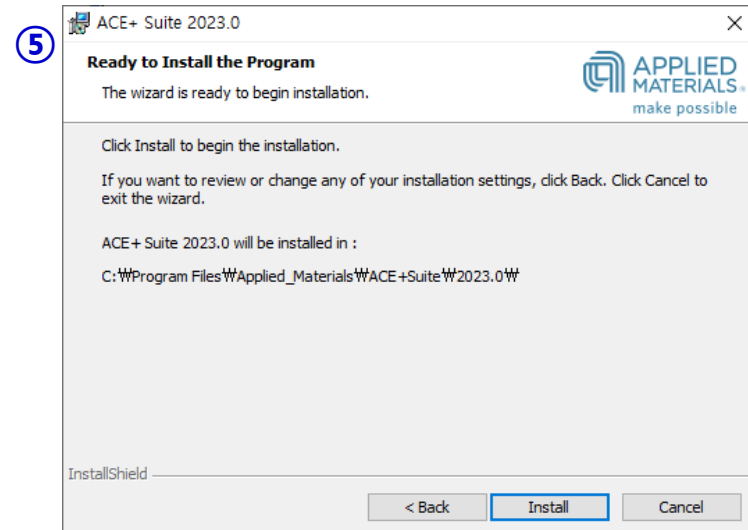 ⑤
ACE+ Suite 2023.0
Ready to Install the Program
The wizard is ready to begin installation.
APPLIED
MATERIALS®
make possible
Click Install to begin the installation.
If you want to review or change any of your installation settings, click Back. Click Cancel to
exit the wizard.
ACE+ Suite 2023.0 will be installed in :
C:₩Program Files₩Applied_Materials₩ACE+Suite₩2023.0₩
InstallShield
< Back
Install
Cancel